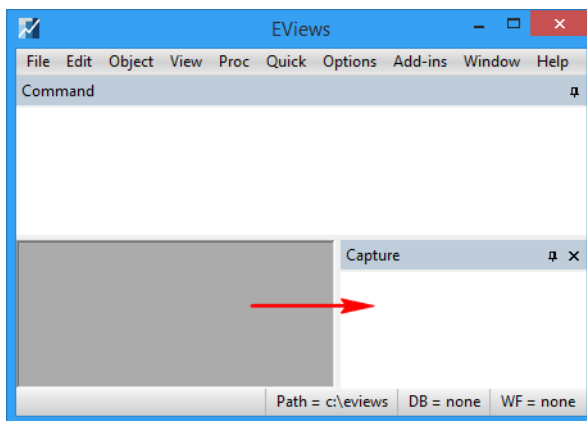 EViews
File Edit Object View Proc Quick Options Add-ins Window Help
Command
Capture
Path = c:\eviews DB = none WF = none